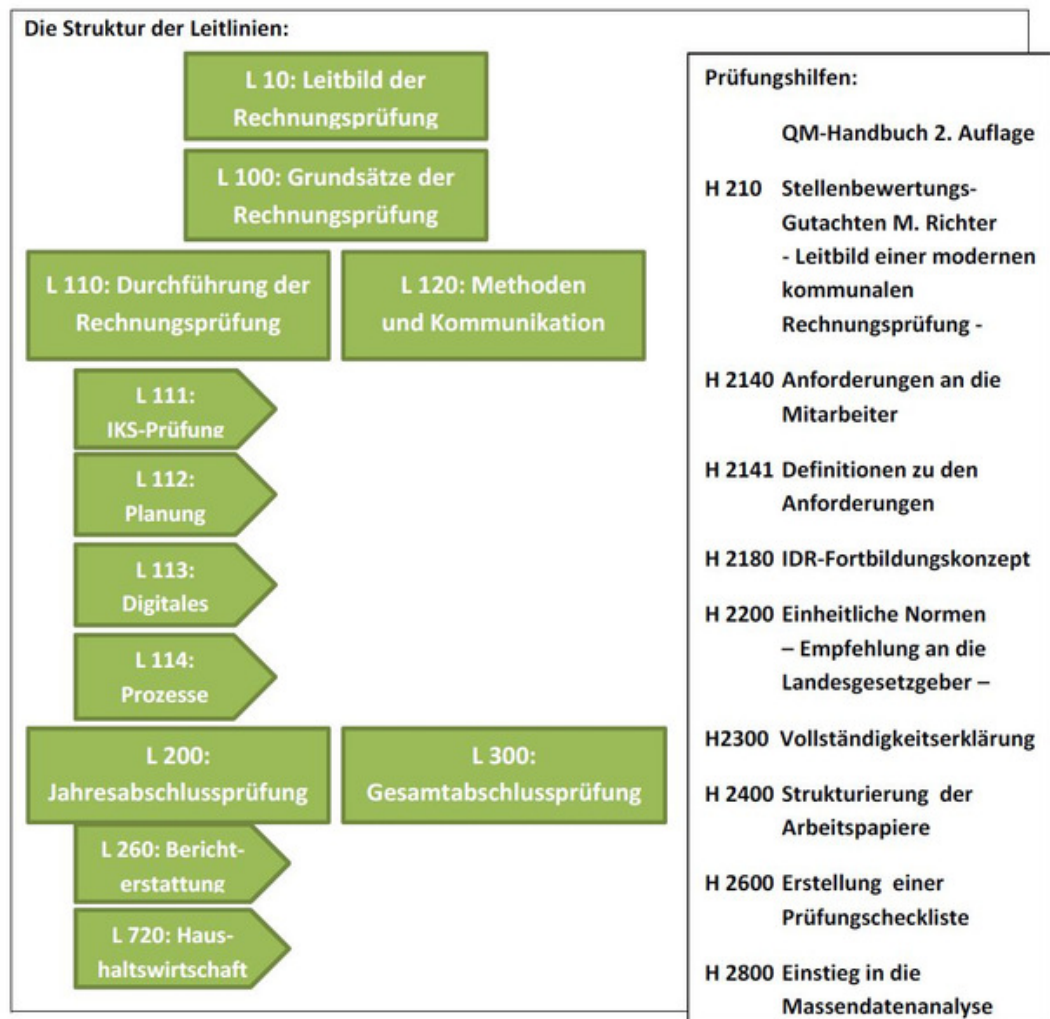 Die Struktur der Leitlinien:
L 10: Leitbild der
Rechnungsprüfung
L 100: Grundsätze der
Rechnungsprüfung
L 110: Durchführung der
Rechnungsprüfung
L 120: Methoden
und Kommunikation
L 111:
IKS-Prüfung
L 112:
Planung
L 113:
Digitales
L 114:
Prozesse
L 200:
Jahresabschlussprüfung
L 300:
Gesamtabschlussprüfung
L 260: Bericht-
erstattung
L 720: Haus-
haltswirtschaft
Prüfungshilfen:
QM-Handbuch 2. Auflage
H 210 Stellenbewertungs-
Gutachten M. Richter
- Leitbild einer modernen
kommunalen
Rechnungsprüfung -
H 2140 Anforderungen an die
Mitarbeiter
H 2141 Definitionen zu den
Anforderungen
H 2180 IDR-Fortbildungskonzept
H 2200 Einheitliche Normen
– Empfehlung an die
Landesgesetzgeber –
H2300 Vollständigkeitserklärung
H 2400 Strukturierung der
Arbeitspapiere
H 2600 Erstellung einer
Prüfungscheckliste
H 2800 Einstieg in die
Massendatenanalyse